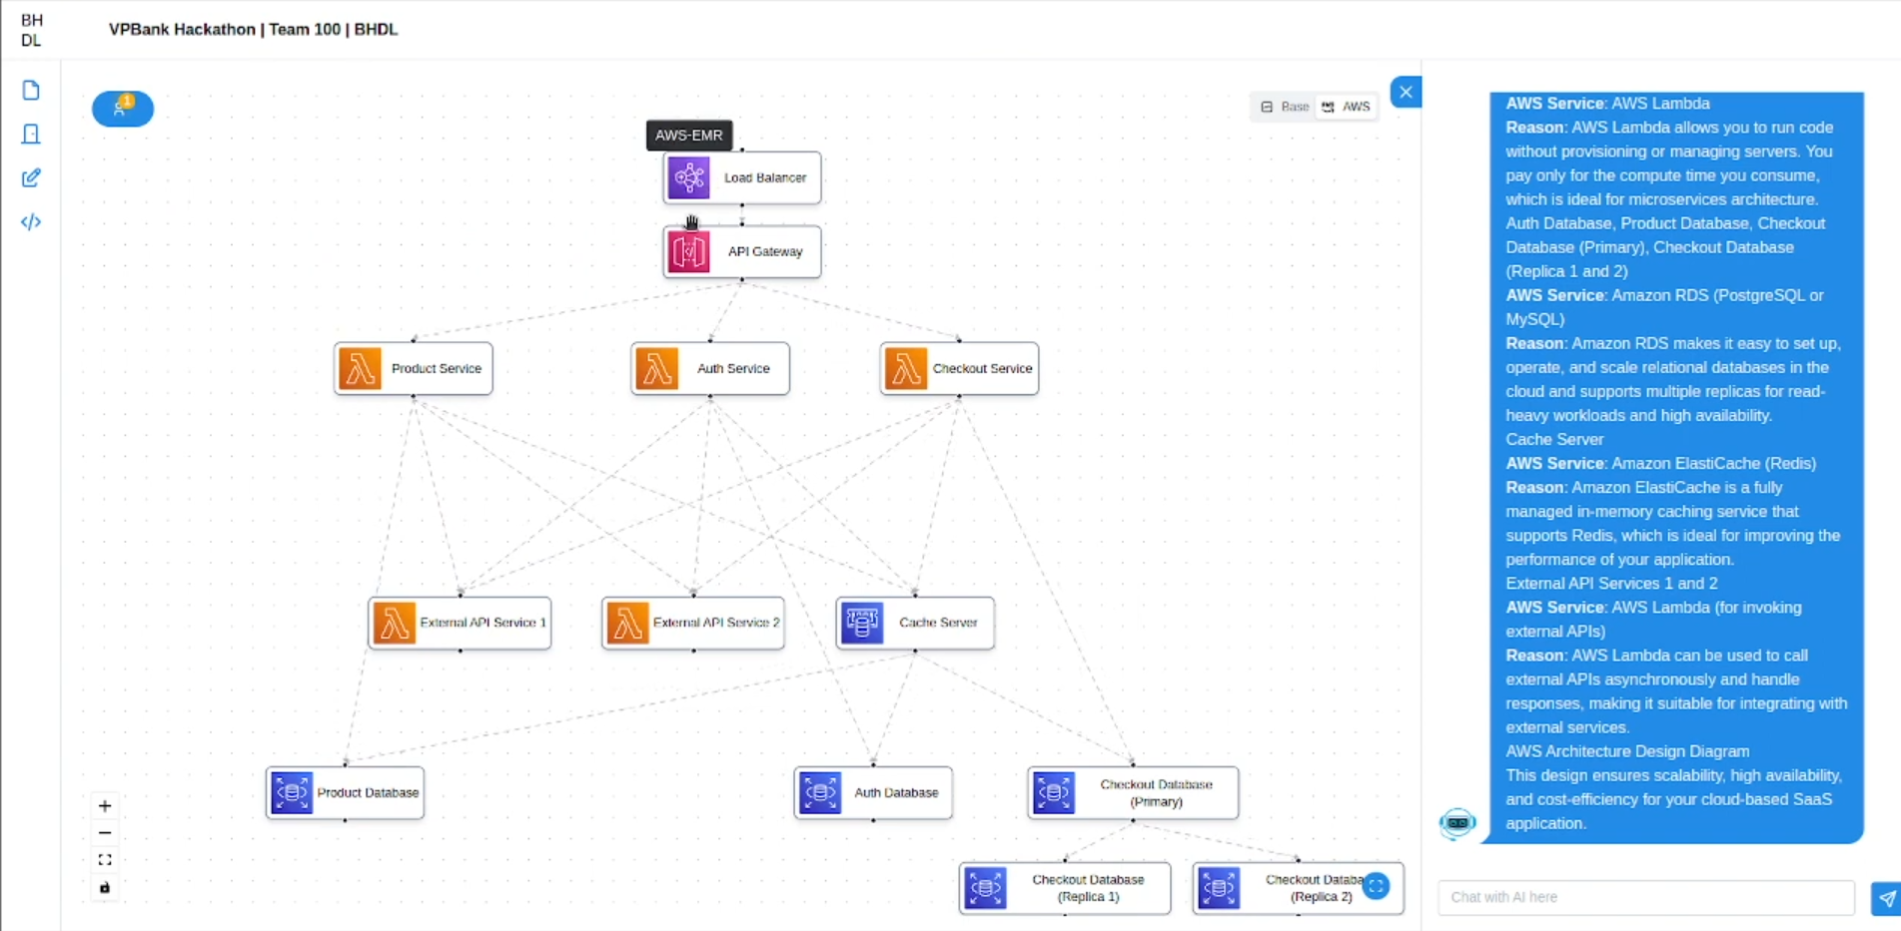 BH
DL
VPBank Hackathon | Team 100 | BHDL
1
Base
AWS
AWS-EMR
Load Balancer
API Gateway
Product Service
Auth Service
Checkout Service
External API Service 1
External API Service 2
Cache Server
Product Database
Auth Database
Checkout Database
(Primary)
Checkout Database
(Replica 1)
Checkout Databa
(Replica 2)
AWS Service: AWS Lambda
Reason: AWS Lambda allows you to run code
without provisioning or managing servers. You
pay only for the compute time you consume,
which is ideal for microservices architecture.
Auth Database, Product Database, Checkout
Database (Primary), Checkout Database
(Replica 1 and 2)
AWS Service: Amazon RDS (PostgreSQL or
MySQL)
Reason: Amazon RDS makes it easy to set up,
operate, and scale relational databases in the
cloud and supports multiple replicas for read-
heavy workloads and high availability.
Cache Server
AWS Service: Amazon ElastiCache (Redis)
Reason: Amazon ElastiCache is a fully
managed in-memory caching service that
supports Redis, which is ideal for improving the
performance of your application.
External API Services 1 and 2
AWS Service: AWS Lambda (for invoking
external APIs)
Reason: AWS Lambda can be used to call
external APIs asynchronously and handle
responses, making it suitable for integrating with
external services.
AWS Architecture Design Diagram
This design ensures scalability, high availability,
and cost-efficiency for your cloud-based SaaS
application.
Chat with AI here